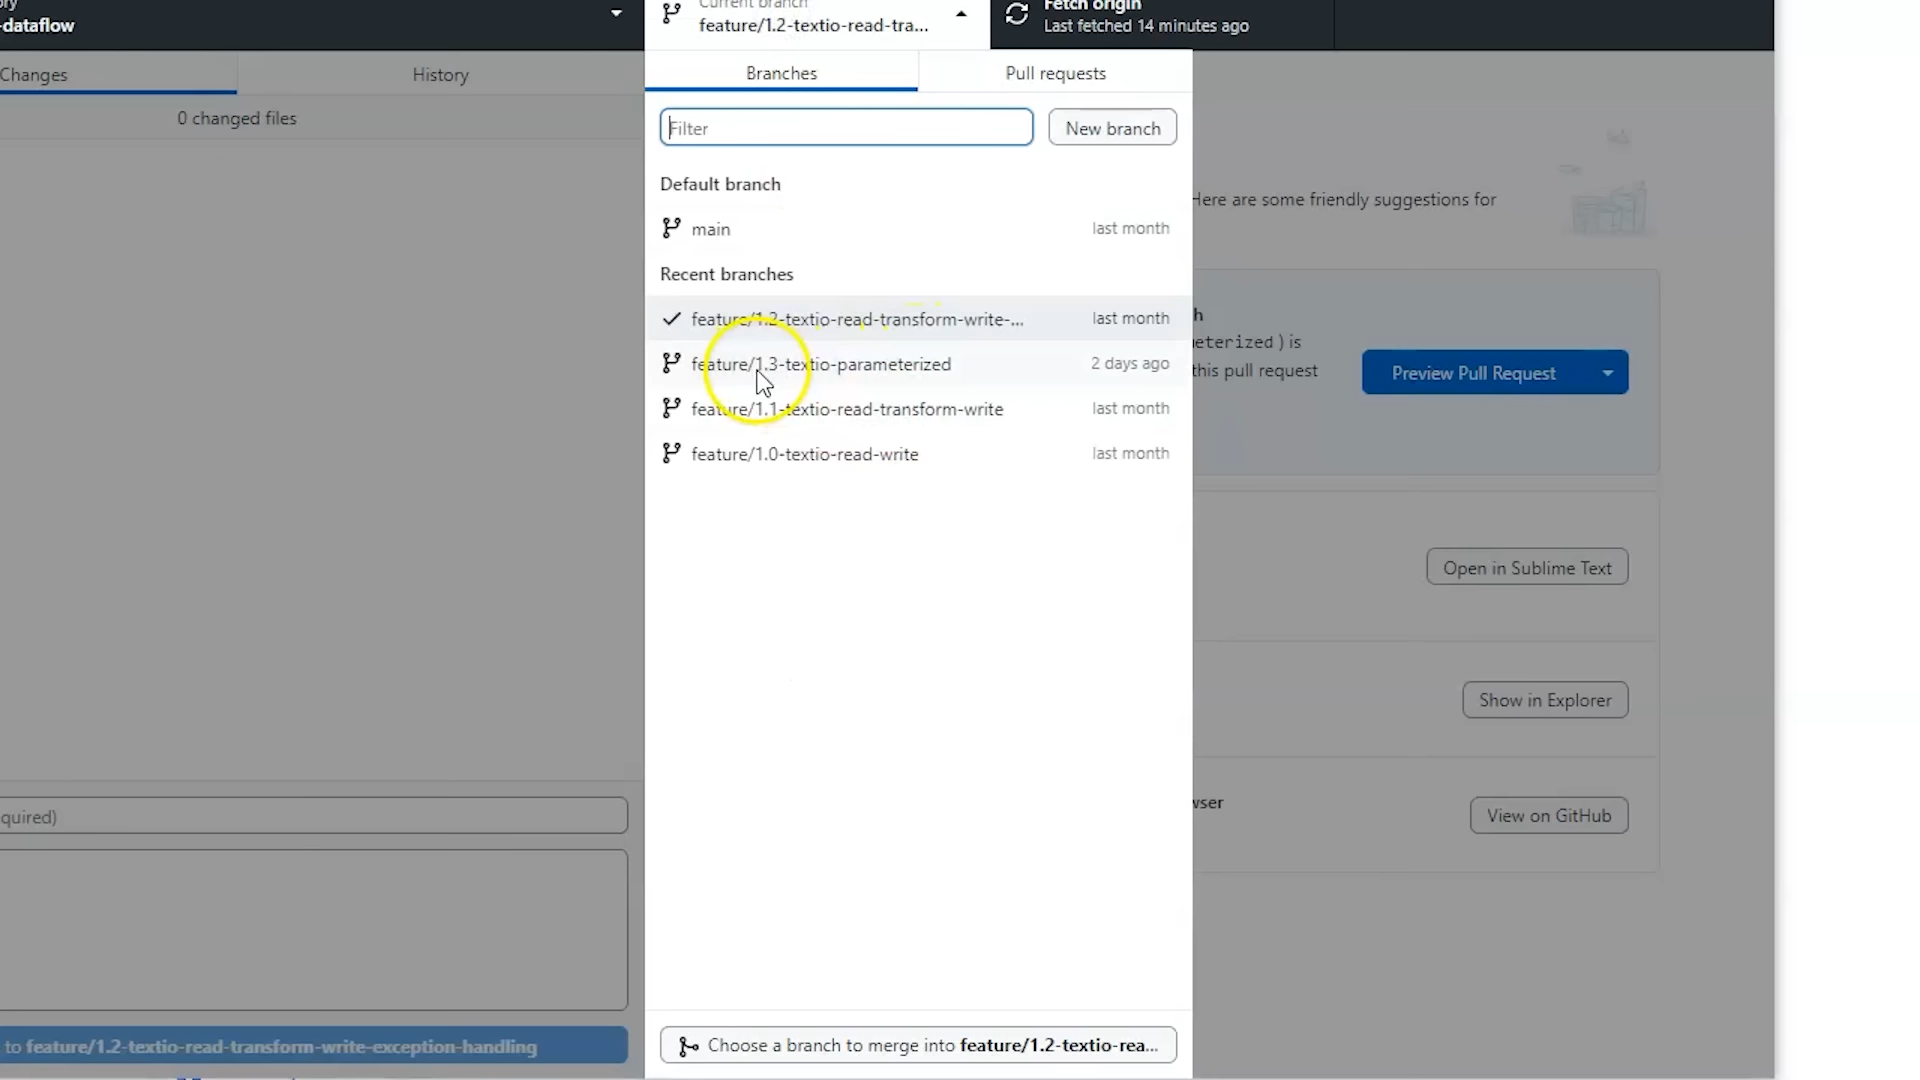 -dataflow
Current branch
feature/1.2-textio-read-tra...
Fetch origin
Last fetched 14 minutes ago
Changes
History
Branches
Pull requests
0 changed files
Filter
New branch
Default branch
main
last month
Recent branches
feature/1.2-textio-read-transform-write-...
last month
feature/1.3-textio-parameterized
2 days ago
feature/1.1-textio-read-transform-write
last month
feature/1.0-textio-read-write
last month
Here are some friendly suggestions for
h
eterized ) is
this pull request
Preview Pull Request
Open in Sublime Text
Show in Explorer
wser
View on GitHub
quired)
to feature/1.2-textio-read-transform-write-exception-handling
Choose a branch to merge into feature/1.2-textio-rea...